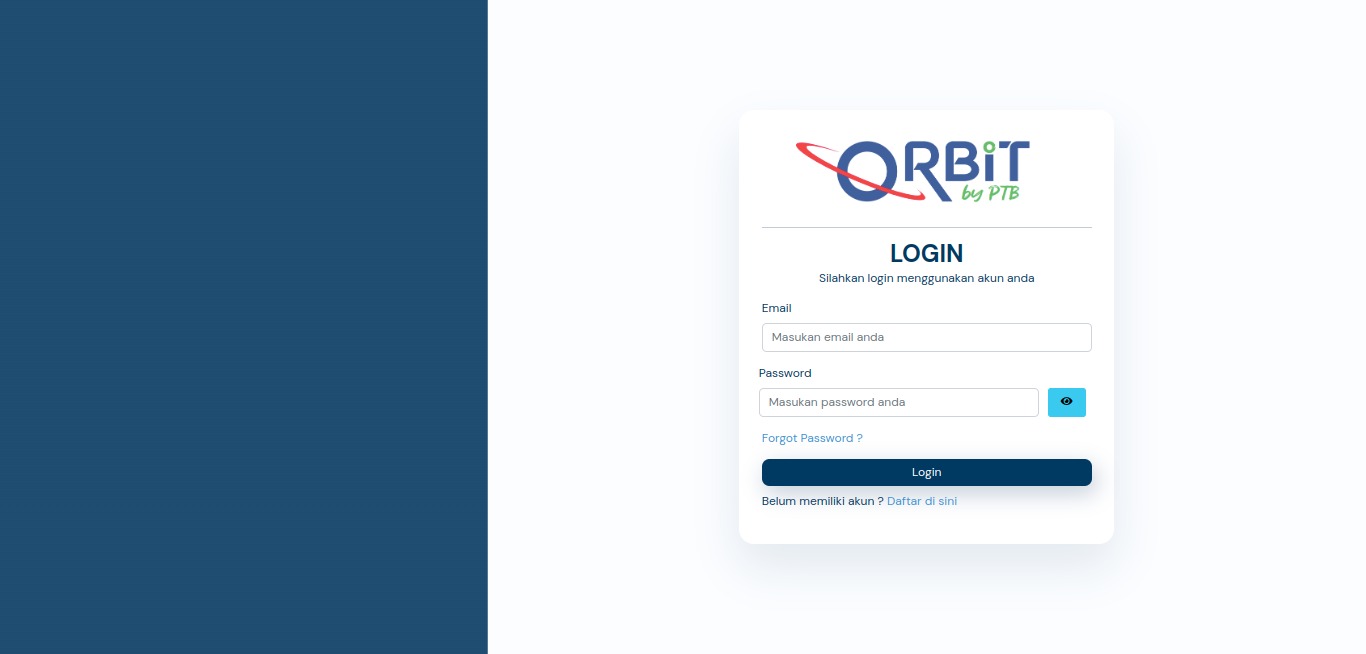 ORBiT
by PTB
LOGIN
Silahkan login menggunakan akun anda
Email
Masukan email anda
Password
Masukan password anda
Forgot Password ?
Login
Belum memiliki akun ? Daftar di sini